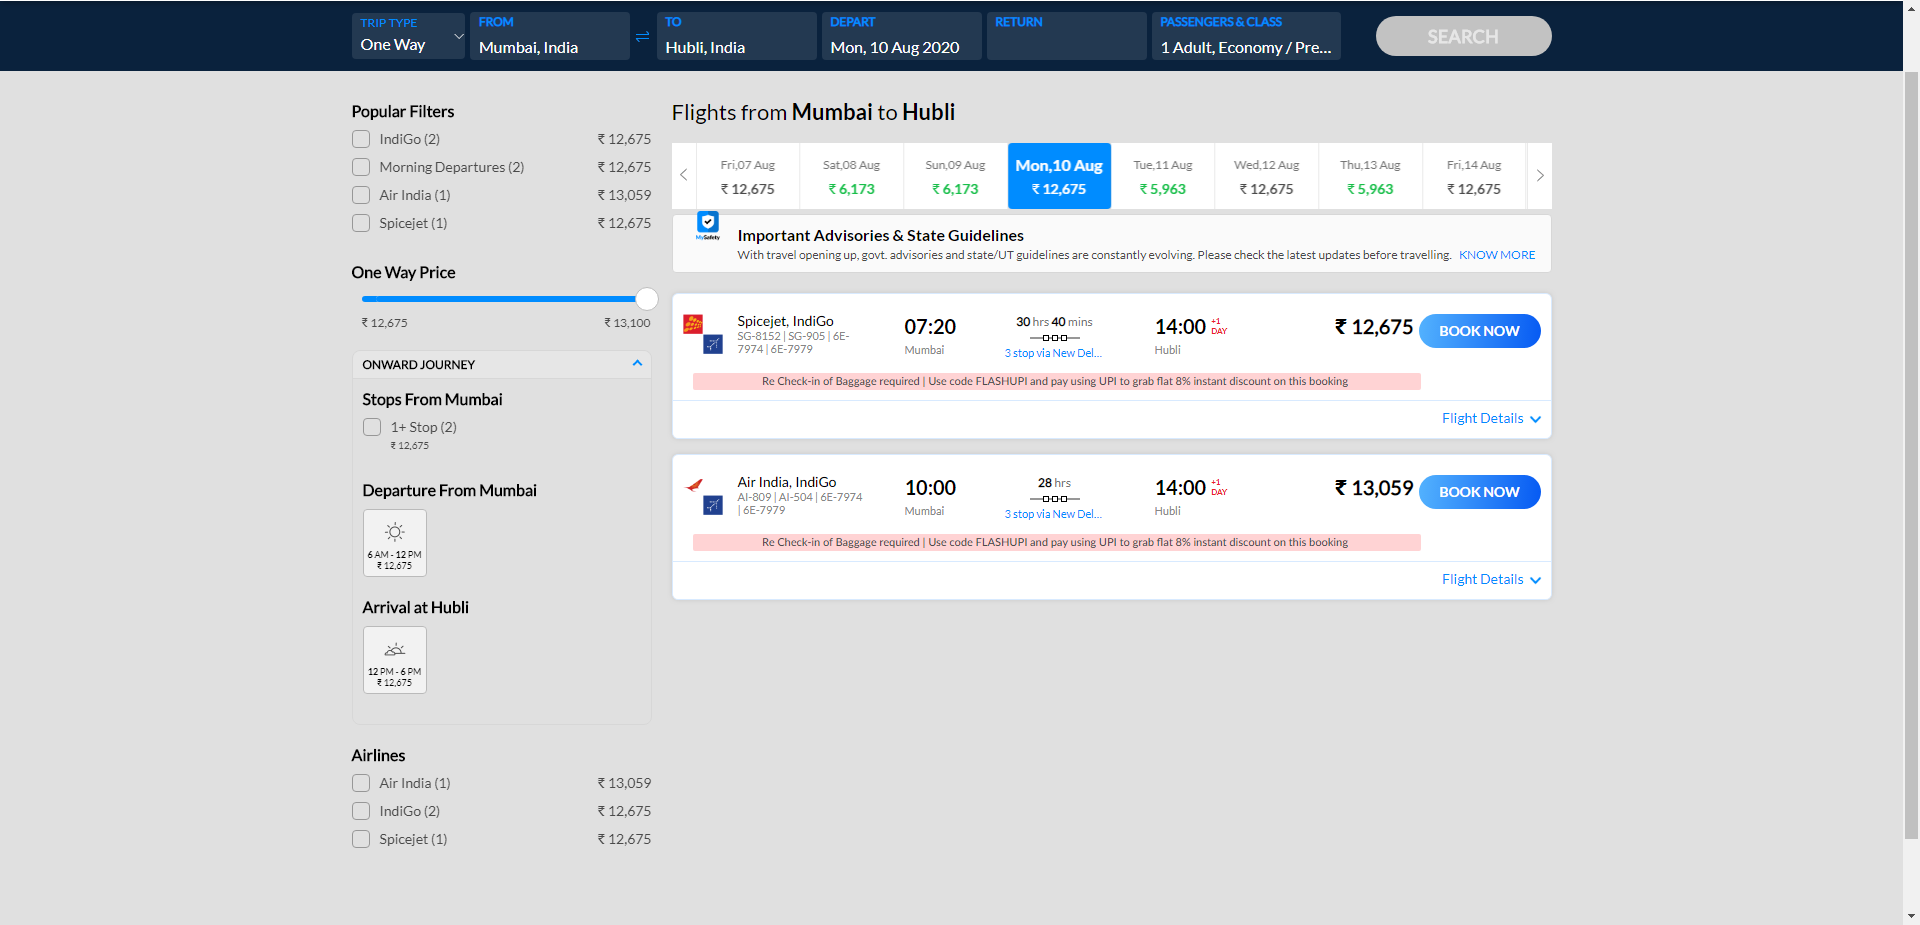 TRIP TYPE
One Way
FROM
Mumbai, India
TO
Hubli, India
DEPART
Mon, 10 Aug 2020
RETURN
PASSENGERS & CLASS
1 Adult, Economy / Pre...
SEARCH
Popular Filters
IndiGo (2) ₹ 12,675
Morning Departures (2) ₹ 12,675
Air India (1) ₹ 13,059
Spicejet (1) ₹ 12,675
One Way Price
₹ 12,675 ₹ 13,100
ONWARD JOURNEY
Stops From Mumbai
1+ Stop (2)
₹ 12,675
Departure From Mumbai
6 AM - 12 PM
₹ 12,675
Arrival at Hubli
12 PM - 6 PM
₹ 12,675
Airlines
Air India (1) ₹ 13,059
IndiGo (2) ₹ 12,675
Spicejet (1) ₹ 12,675
Flights from Mumbai to Hubli
Fri,07 Aug
₹ 12,675
Sat,08 Aug
₹ 6,173
Sun,09 Aug
₹ 6,173
Mon,10 Aug
₹ 12,675
Tue,11 Aug
₹ 5,963
Wed,12 Aug
₹ 12,675
Thu,13 Aug
₹ 5,963
Fri,14 Aug
₹ 12,675
MySafety
Important Advisories & State Guidelines
With travel opening up, govt. advisories and state/UT guidelines are constantly evolving. Please check the latest updates before travelling. KNOW MORE
Spicejet, IndiGo
SG-8152 | SG-905 | 6E-
7974 | 6E-7979
07:20
Mumbai
30 hrs 40 mins
3 stop via New Del...
14:00 +1 DAY
Hubli
₹ 12,675
BOOK NOW
Re Check-in of Baggage required | Use code FLASHUPI and pay using UPI to grab flat 8% instant discount on this booking
Flight Details
Air India, IndiGo
AI-809 | AI-504 | 6E-7974
| 6E-7979
10:00
Mumbai
28 hrs
3 stop via New Del...
14:00 +1 DAY
Hubli
₹ 13,059
BOOK NOW
Re Check-in of Baggage required | Use code FLASHUPI and pay using UPI to grab flat 8% instant discount on this booking
Flight Details